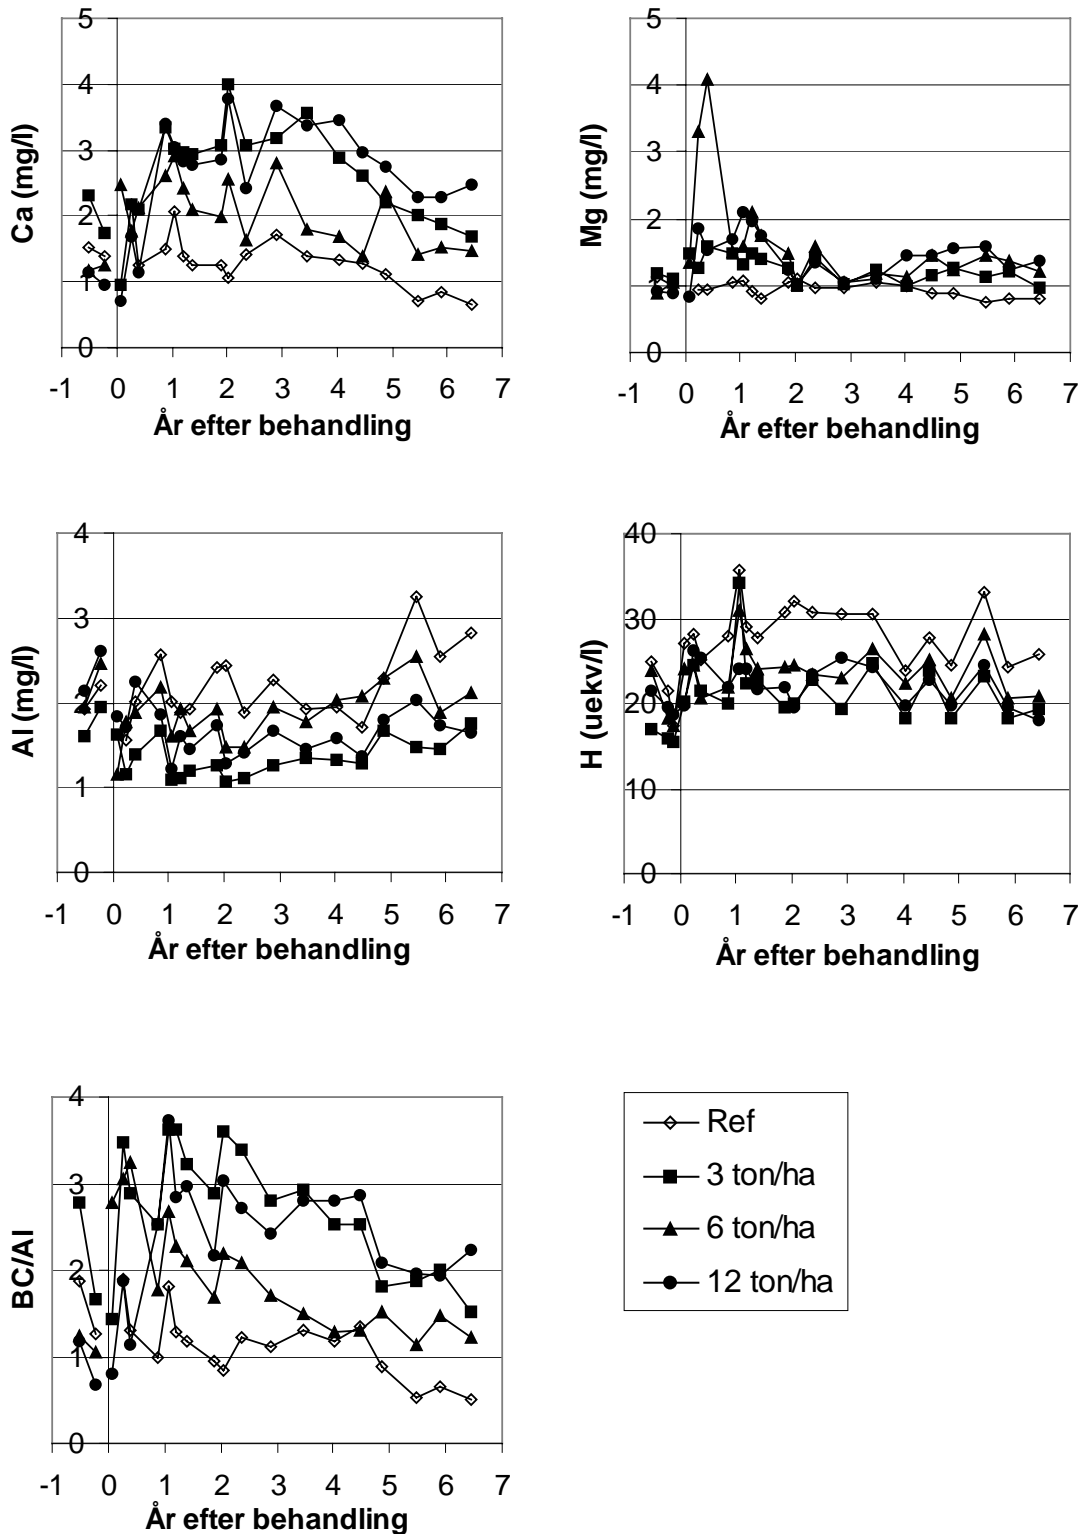 5
4
3
2
1
0
Ca (mg/l)
-1 0 1 2 3 4 5 6 7
År efter behandling
5
4
3
2
1
0
Mg (mg/l)
-1 0 1 2 3 4 5 6 7
År efter behandling
4
3
2
1
0
Al (mg/l)
-1 0 1 2 3 4 5 6 7
År efter behandling
40
30
20
10
0
H (uekv/l)
-1 0 1 2 3 4 5 6 7
År efter behandling
4
3
2
1
0
BC/Al
-1 0 1 2 3 4 5 6 7
År efter behandling
Ref
3 ton/ha
6 ton/ha
12 ton/ha